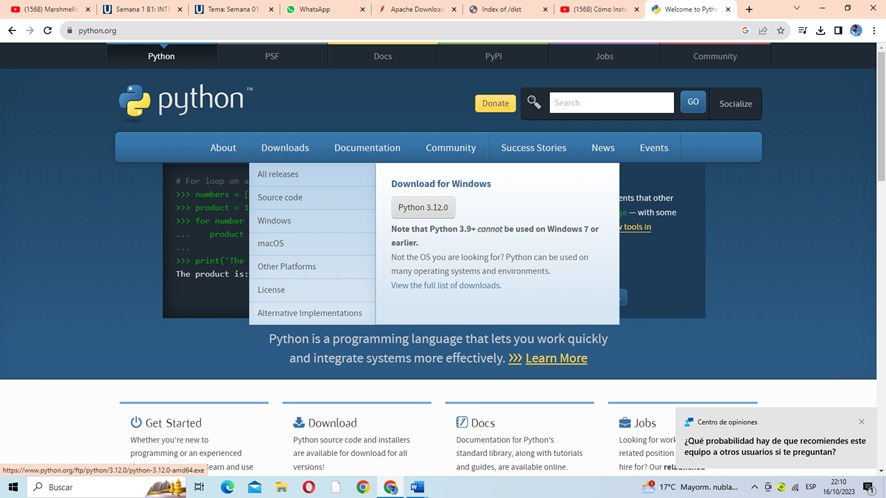 (1568) Marshmello
Semana 1 B1: INTR
Tema: Semana 01
WhatsApp
Apache Download
Index of /dist
(1568) Cómo Inst
Welcome to Pyth
python.org
Python
PSF
Docs
PyPI
Jobs
Community
python™
Donate
Search
GO
Socialize
About
Downloads
Documentation
Community
Success Stories
News
Events
# For loop on a
>>> numbers = [
>>> product = 1
>>> for number
... product
...
>>> print('The
The product is:
All releases
Source code
Windows
macOS
Other Platforms
License
Alternative Implementations
Download for Windows
Python 3.12.0
Note that Python 3.9+ cannot be used on Windows 7 or
earlier.
Not the OS you are looking for? Python can be used on
many operating systems and environments.
View the full list of downloads.
ents that other
— with some
tools in
Python is a programming language that lets you work quickly
and integrate systems more effectively. >>> Learn More
Get Started
Whether you're new to
programming or an experienced
learn and use
Download
Python source code and installers
are available for download for all
versions!
Docs
Documentation for Python's
standard library, along with tutorials
and guides, are available online.
Jobs
Looking for work
related position
hire for? Our
https://www.python.org/ftp/python/3.12.0/python-3.12.0-amd64.exe
Centro de opiniones
¿Qué probabilidad hay de que recomiendes este
equipo a otros usuarios si te preguntan?
Buscar
17°C Mayorm. nubla...
ESP
22:10
16/10/2023